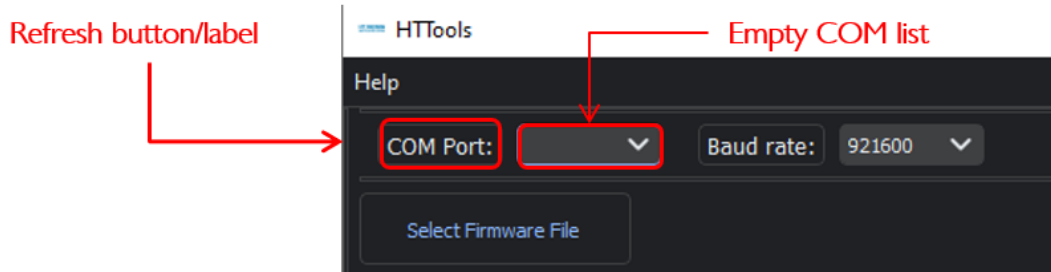 Refresh button/label
HTTools
Empty COM list
Help
COM Port:
Baud rate:
921600
Select Firmware File